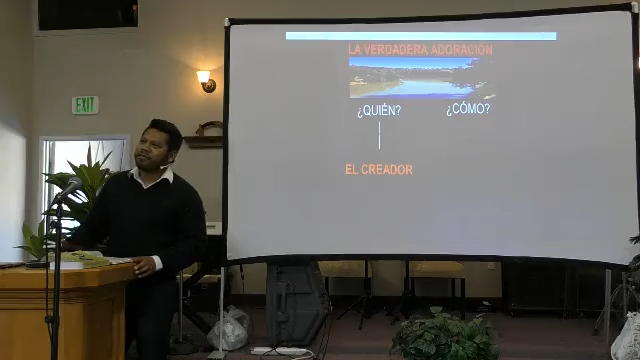 EXIT
LA VERDADERA ADORACIÓN
¿QUIÉN? ¿CÓMO?
EL CREADOR